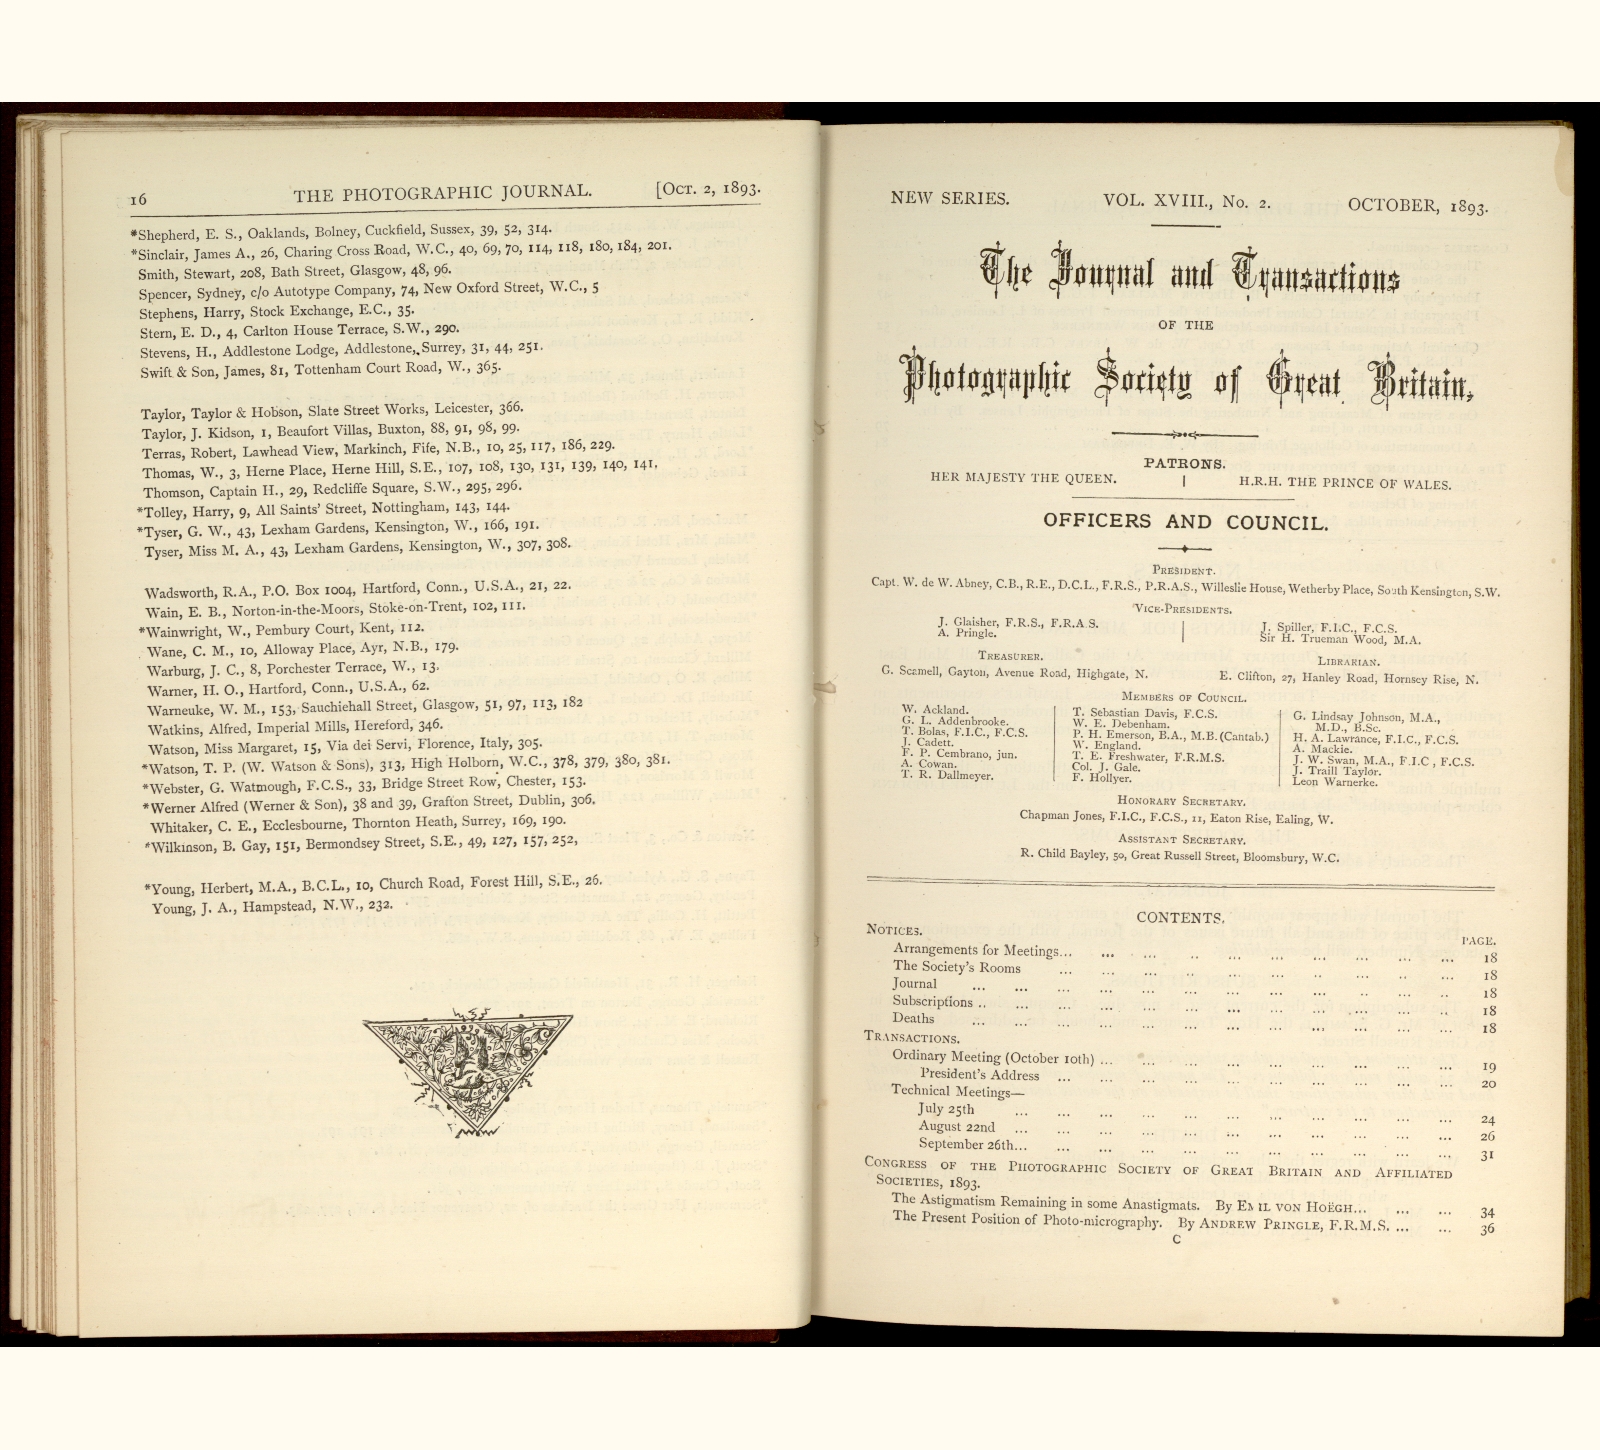 16 THE PHOTOGRAPHIC JOURNAL. [Oct. 2, 1893.
*Shepherd, E. S., Oaklands, Bolney, Cuckfield, Sussex, 39, 52, 314.
*Sinclair, James A., 26, Charing Cross Road, W.C., 40, 69, 70, 114, 118, 180, 184, 201.
Smith, Stewart, 208, Bath Street, Glasgow, 48, 96.
Spencer, Sydney, c/o Autotype Company, 74, New Oxford Street, W.C., 5
Stephens, Harry, Stock Exchange, E.C., 35.
Stern, E. D., 4, Carlton House Terrace, S.W., 290.
Stevens, H., Addlestone Lodge, Addlestone, Surrey, 31, 44, 251.
Swift & Son, James, 81, Tottenham Court Road, W., 365.
Taylor, Taylor & Hobson, Slate Street Works, Leicester, 366.
Taylor, J. Kidson, 1, Beaufort Villas, Buxton, 88, 91, 98, 99.
Terras, Robert, Lawhead View, Markinch, Fife, N.B., 10, 25, 117, 186, 229.
Thomas, W., 3, Herne Place, Herne Hill, S.E., 107, 108, 130, 131, 139, 140, 141.
Thomson, Captain H., 29, Redcliffe Square, S.W., 295, 296.
*Tolley, Harry, 9, All Saints' Street, Nottingham, 143, 144.
*Tyser, G. W., 43, Lexham Gardens, Kensington, W., 166, 191.
Tyser, Miss M. A., 43, Lexham Gardens, Kensington, W., 307, 308.
Wadsworth, R.A., P.O. Box 1004, Hartford, Conn., U.S.A., 21, 22.
Wain, E. B., Norton-in-the-Moors, Stoke-on-Trent, 102, 111.
*Wainwright, W., Pembury Court, Kent, 112.
Wane, C. M., 10, Alloway Place, Ayr, N.B., 179.
Warburg, J. C., 8, Porchester Terrace, W., 13.
Warner, H. O., Hartford, Conn., U.S.A., 62.
Warneuke, W. M., 153, Sauchiehall Street, Glasgow, 51, 97, 113, 182
Watkins, Alfred, Imperial Mills, Hereford, 346.
Watson, Miss Margaret, 15, Via dei Servi, Florence, Italy, 305.
*Watson, T. P. (W. Watson & Sons), 313, High Holborn, W.C., 378, 379, 380, 381.
*Webster, G. Watmough, F.C.S., 33, Bridge Street Row, Chester, 153.
*Werner Alfred (Werner & Son), 38 and 39, Grafton Street, Dublin, 306.
Whitaker, C. E., Ecclesbourne, Thornton Heath, Surrey, 169, 190.
*Wilkinson, B. Gay, 151, Bermondsey Street, S.E., 49, 127, 157, 252,
*Young, Herbert, M.A., B.C.L., 10, Church Road, Forest Hill, S.E., 26.
Young, J. A., Hampstead, N.W., 232.
NEW SERIES. VOL. XVIII., No. 2. OCTOBER, 1893.
The Journal and Transactions
OF THE
Photographic Society of Great Britain.
PATRONS.
HER MAJESTY THE QUEEN. | H.R.H. THE PRINCE OF WALES.
OFFICERS AND COUNCIL.
PRESIDENT.
Capt. W. de W. Abney, C.B., R.E., D.C.L., F.R.S., P.R.A.S., Willeslie House, Wetherby Place, South Kensington, S.W.
VICE-PRESIDENTS.
J. Glaisher, F.R.S., F.R.A.S.
A. Pringle.
J. Spiller, F.I.C., F.C.S.
Sir H. Trueman Wood, M.A.
TREASURER.
G. Scamell, Gayton, Avenue Road, Highgate, N.
LIBRARIAN.
E. Clifton, 27, Hanley Road, Hornsey Rise, N.
MEMBERS OF COUNCIL.
W. Ackland.
G. L. Addenbrooke.
T. Bolas, F.I.C., F.C.S.
J. Cadett.
F. P. Cembrano, jun.
A. Cowan.
T. R. Dallmeyer.
T. Sebastian Davis, F.C.S.
W. E. Debenham.
P. H. Emerson, B.A., M.B.(Cantab.)
W. England.
T. E. Freshwater, F.R.M.S.
Col. J. Gale.
F. Hollyer.
G. Lindsay Johnson, M.A.,
M.D., B.Sc.
H. A. Lawrance, F.I.C., F.C.S.
A. Mackie.
J. W. Swan, M.A., F.I.C , F.C.S.
J. Traill Taylor.
Leon Warnerke.
HONORARY SECRETARY.
Chapman Jones, F.I.C., F.C.S., 11, Eaton Rise, Ealing, W.
ASSISTANT SECRETARY.
R. Child Bayley, 50, Great Russell Street, Bloomsbury, W.C.
CONTENTS.
NOTICES. PAGE.
Arrangements for Meetings... ... ... ... ... ... ... ... ... ... 18
The Society's Rooms ... ... ... ... ... ... ... ... ... ... 18
Journal ... ... ... ... ... ... ... ... ... ... ... ... 18
Subscriptions .. ... ... ... ... ... ... ... ... ... ... ... 18
Deaths ... ... ... ... ... ... ... ... ... ... ... ... 18
TRANSACTIONS.
Ordinary Meeting (October 10th) ... ... ... ... ... ... ... ... ... 19
President's Address ... ... ... ... ... ... ... ... ... ... 20
Technical Meetings—
July 25th ... ... ... ... ... ... ... ... ... ... ... 24
August 22nd ... ... ... ... ... ... ... ... ... ... ... 26
September 26th... ... ... ... ... ... ... ... ... ... ... 31
CONGRESS OF THE PHOTOGRAPHIC SOCIETY OF GREAT BRITAIN AND AFFILIATED
SOCIETIES, 1893.
The Astigmatism Remaining in some Anastigmats. By EMIL VON HOËGH... ... ... 34
The Present Position of Photo-micrography. By ANDREW PRINGLE, F.R.M.S. ... ... 36
C